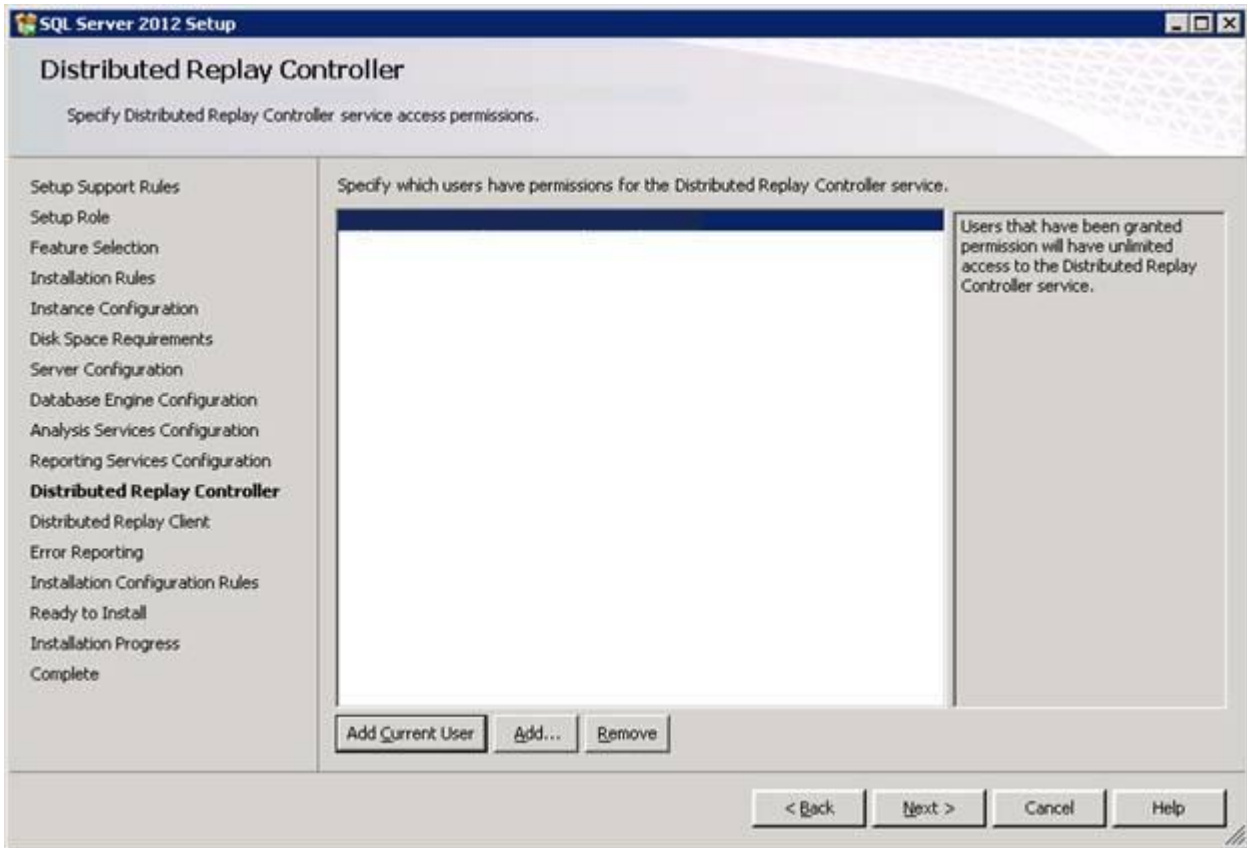 SQL Server 2012 Setup
Distributed Replay Controller
Specify Distributed Replay Controller service access permissions.
Setup Support Rules
Setup Role
Feature Selection
Installation Rules
Instance Configuration
Disk Space Requirements
Server Configuration
Database Engine Configuration
Analysis Services Configuration
Reporting Services Configuration
Distributed Replay Controller
Distributed Replay Client
Error Reporting
Installation Configuration Rules
Ready to Install
Installation Progress
Complete
Specify which users have permissions for the Distributed Replay Controller service.
Users that have been granted
permission will have unlimited
access to the Distributed Replay
Controller service.
Add Current User
Add...
Remove
< Back
Next >
Cancel
Help